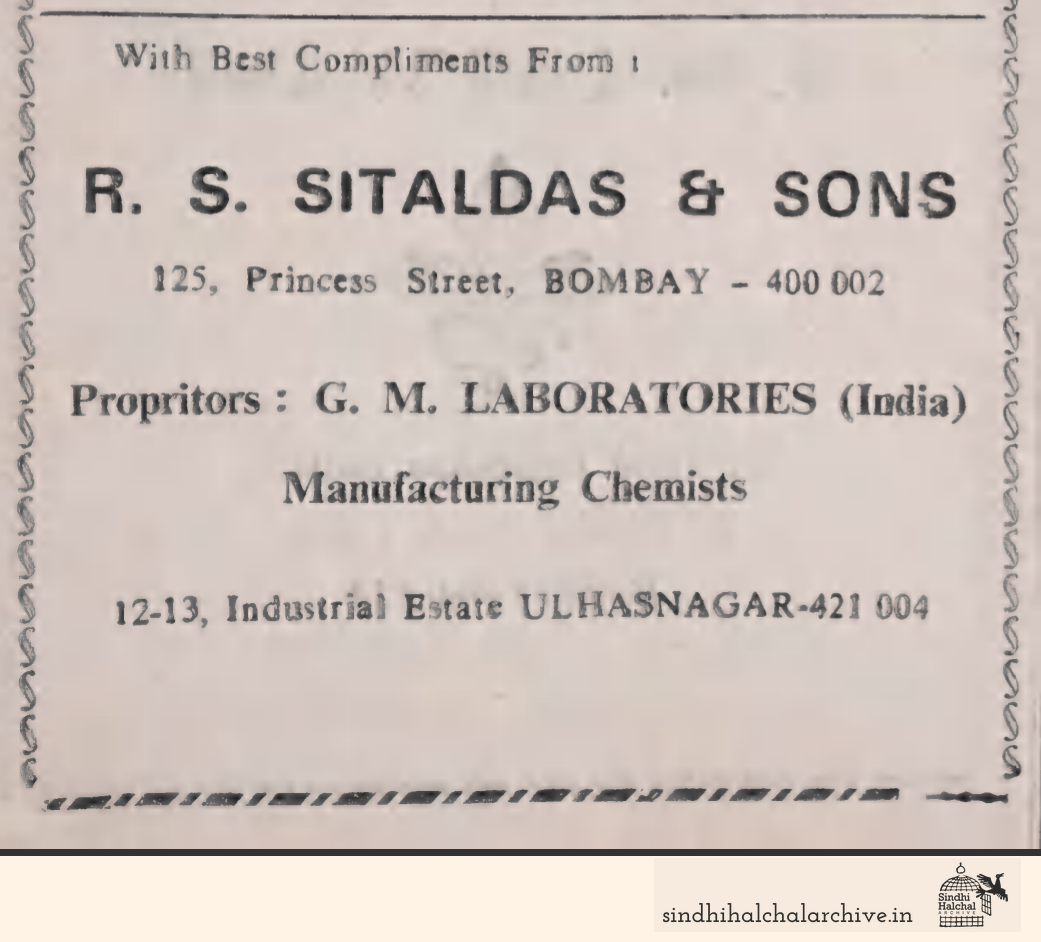 With Best Compliments From :
R. S. SITALDAS & SONS
125, Princess Street, BOMBAY - 400 002
Propritors : G. M. LABORATORIES (India)
Manufacturing Chemists
12-13, Industrial Estate ULHASNAGAR-421 004
sindhihalchalarchive.in
Sindhi
Halchal
ARCHIVE